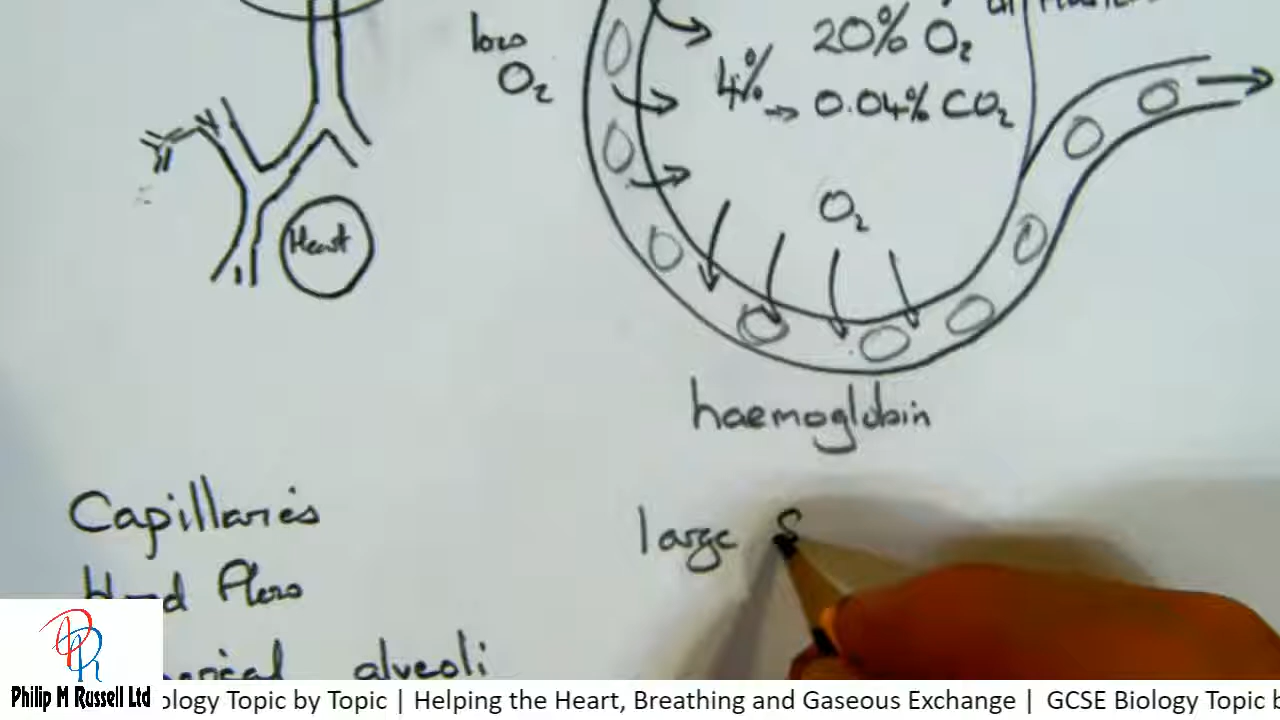 low
O₂
20% O₂
4%
→ 0.04% CO₂
O₂
Heart
haemoglobin
Capillaries
large S
alveoli
Philip M Russell Ltd
ology Topic by Topic | Helping the Heart, Breathing and Gaseous Exchange | GCSE Biology Topic b